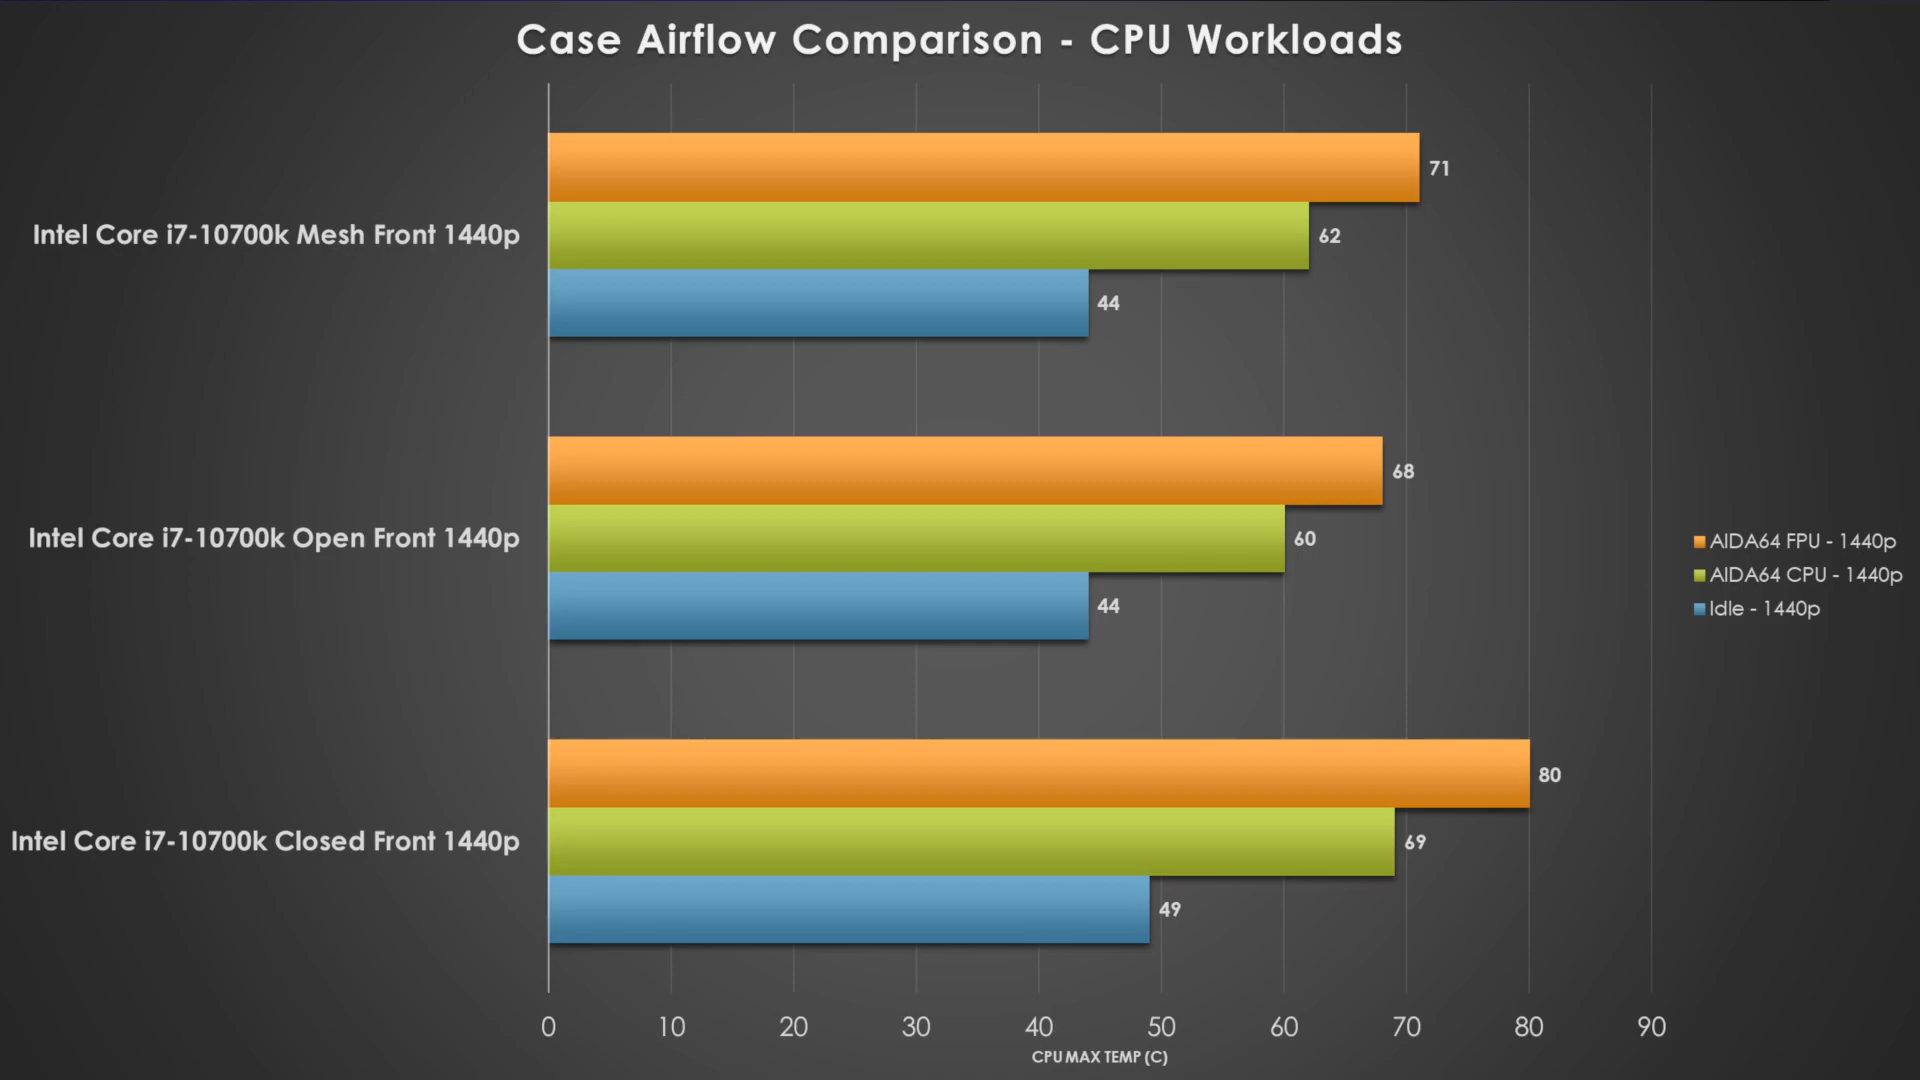 Case Airflow Comparison - CPU Workloads
71
Intel Core i7-10700k Mesh Front 1440p
62
44
68
Intel Core i7-10700k Open Front 1440p
60
44
AIDA64 FPU - 1440p
AIDA64 CPU - 1440p
Idle - 1440p
80
Intel Core i7-10700k Closed Front 1440p
69
49
0 10 20 30 40 50 60 70 80 90
CPU MAX TEMP (C)